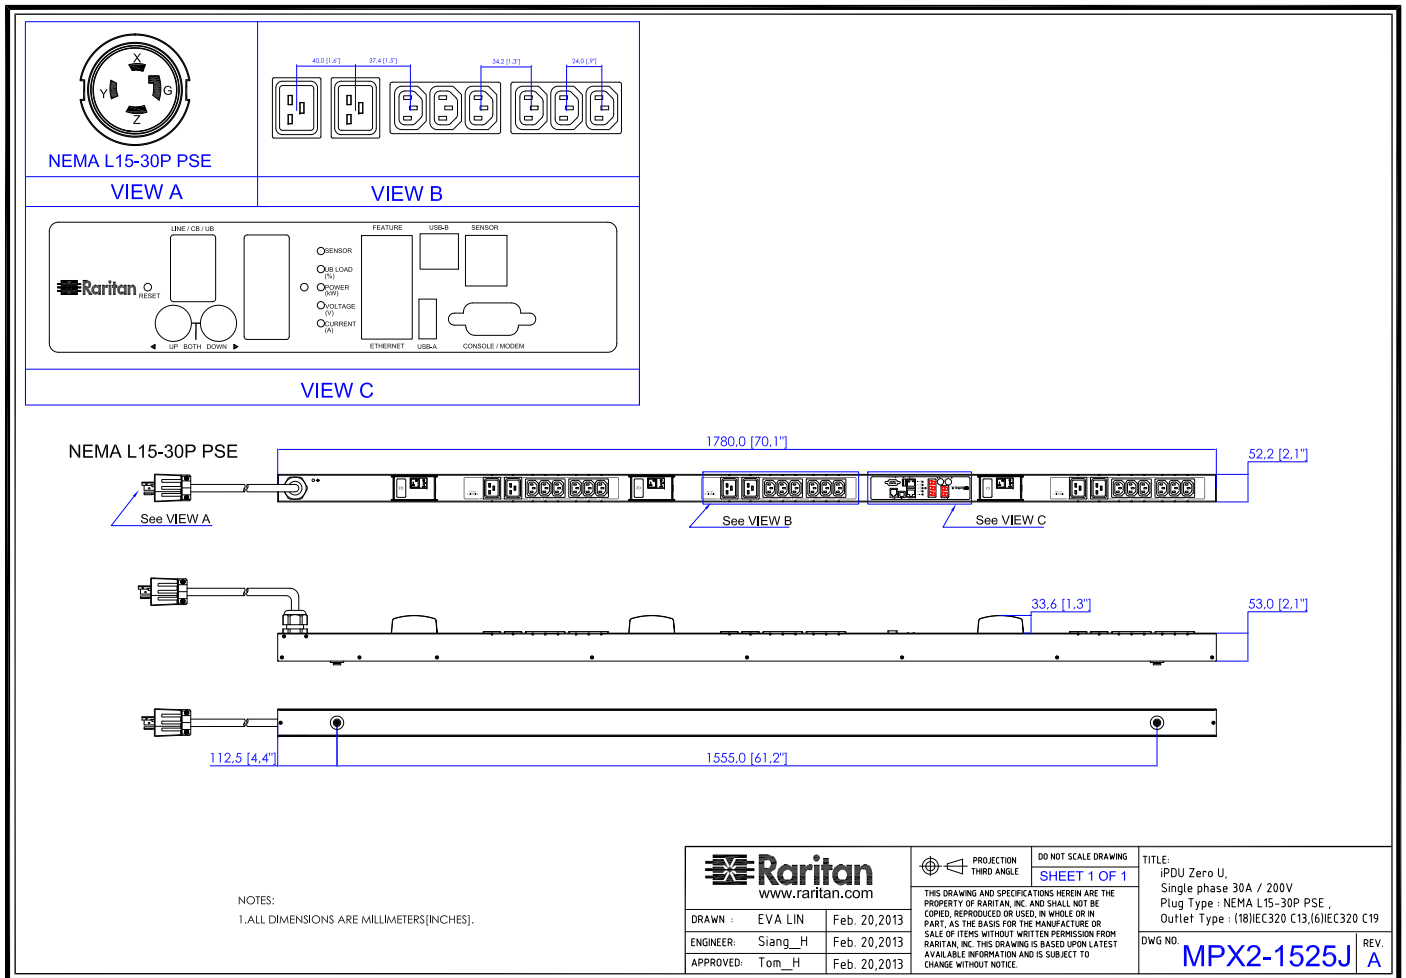 X
Y
G
Z
NEMA L15-30P PSE
VIEW A
40.0 [1.6"]
37.4 [1.5"]
34.2 [1.3"]
24.0 [.9"]
VIEW B
LINE / CB / UB
FEATURE
USB-B
SENSOR
Raritan
RESET
SENSOR
UB LOAD
(%)
POWER
(kW)
VOLTAGE
(V)
CURRENT
(A)
UP BOTH DOWN
ETHERNET
USB-A
CONSOLE / MODEM
VIEW C
NEMA L15-30P PSE
1780,0 [70,1"]
52,2 [2,1"]
See VIEW A
See VIEW B
See VIEW C
33,6 [1,3"]
53,0 [2,1"]
112,5 [4,4"]
1555,0 [61,2"]
NOTES:
1.ALL DIMENSIONS ARE MILLIMETERS[INCHES].
Raritan
www.raritan.com
DRAWN : EVA LIN Feb. 20,2013
ENGINEER: Siang__H Feb. 20,2013
APPROVED: Tom__H Feb. 20,2013
PROJECTION
THIRD ANGLE
DO NOT SCALE DRAWING
SHEET 1 OF 1
THIS DRAWING AND SPECIFICATIONS HEREIN ARE THE
PROPERTY OF RARITAN, INC. AND SHALL NOT BE
COPIED, REPRODUCED OR USED, IN WHOLE OR IN
PART, AS THE BASIS FOR THE MANUFACTURE OR
SALE OF ITEMS WITHOUT WRITTEN PERMISSION FROM
RARITAN, INC. THIS DRAWING IS BASED UPON LATEST
AVAILABLE INFORMATION AND IS SUBJECT TO
CHANGE WITHOUT NOTICE.
TITLE:
iPDU Zero U,
Single phase 30A / 200V
Plug Type : NEMA L15-30P PSE ,
Outlet Type : (18)IEC320 C13,(6)IEC320 C19
DWG NO.
MPX2-1525J
REV.
A